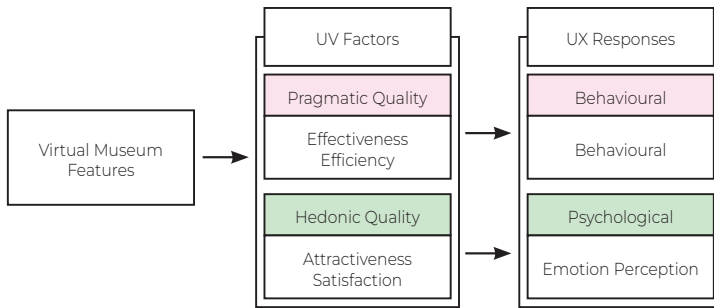 Virtual Museum
Features
UV Factors
Pragmatic Quality
Effectiveness
Efficiency
Hedonic Quality
Attractiveness
Satisfaction
UX Responses
Behavioural
Behavioural
Psychological
Emotion Perception